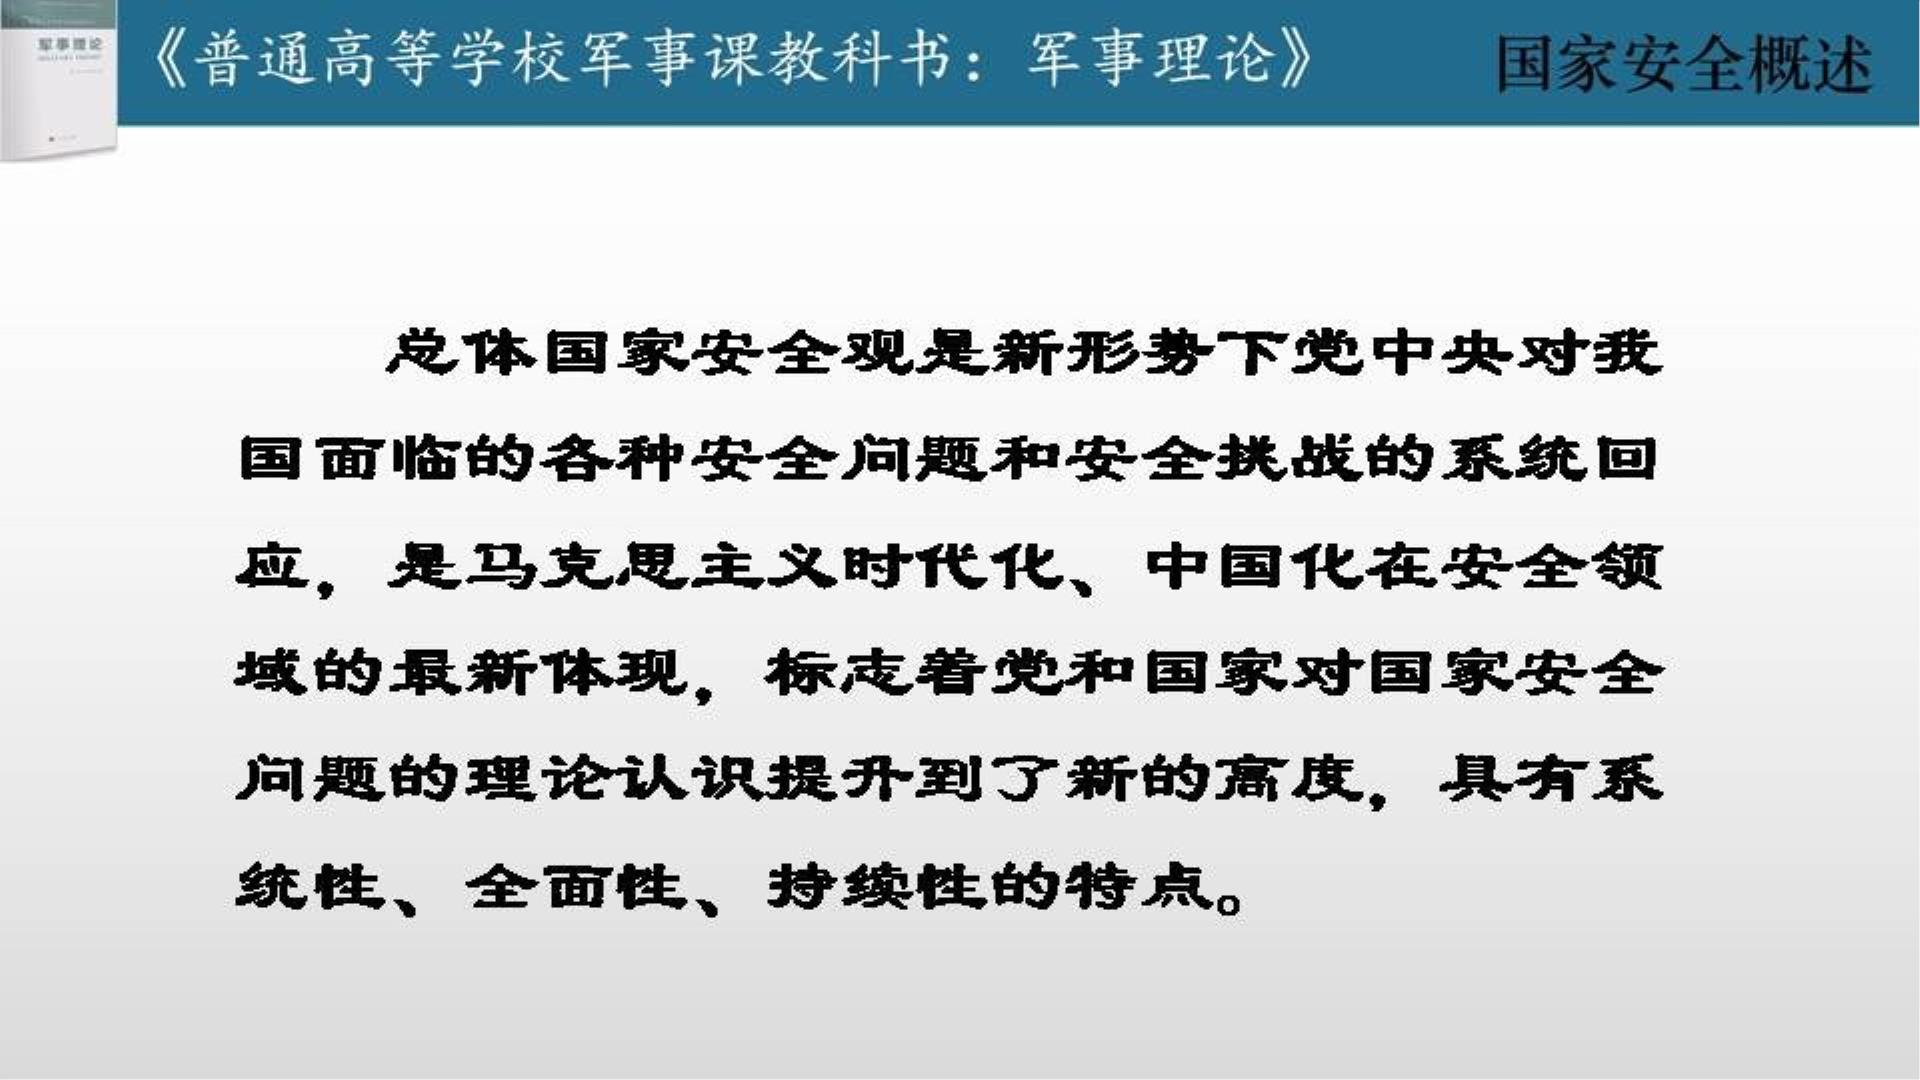 军事理论
《普通高等学校军事课教科书：军事理论》
国家安全概述
总体国家安全观是新形势下党中央对我
国面临的各种安全问题和安全挑战的系统回
应，是马克思主义时代化、中国化在安全领
域的最新体现，标志着党和国家对国家安全
问题的理论认识提升到了新的高度，具有系
统性、全面性、持续性的特点。